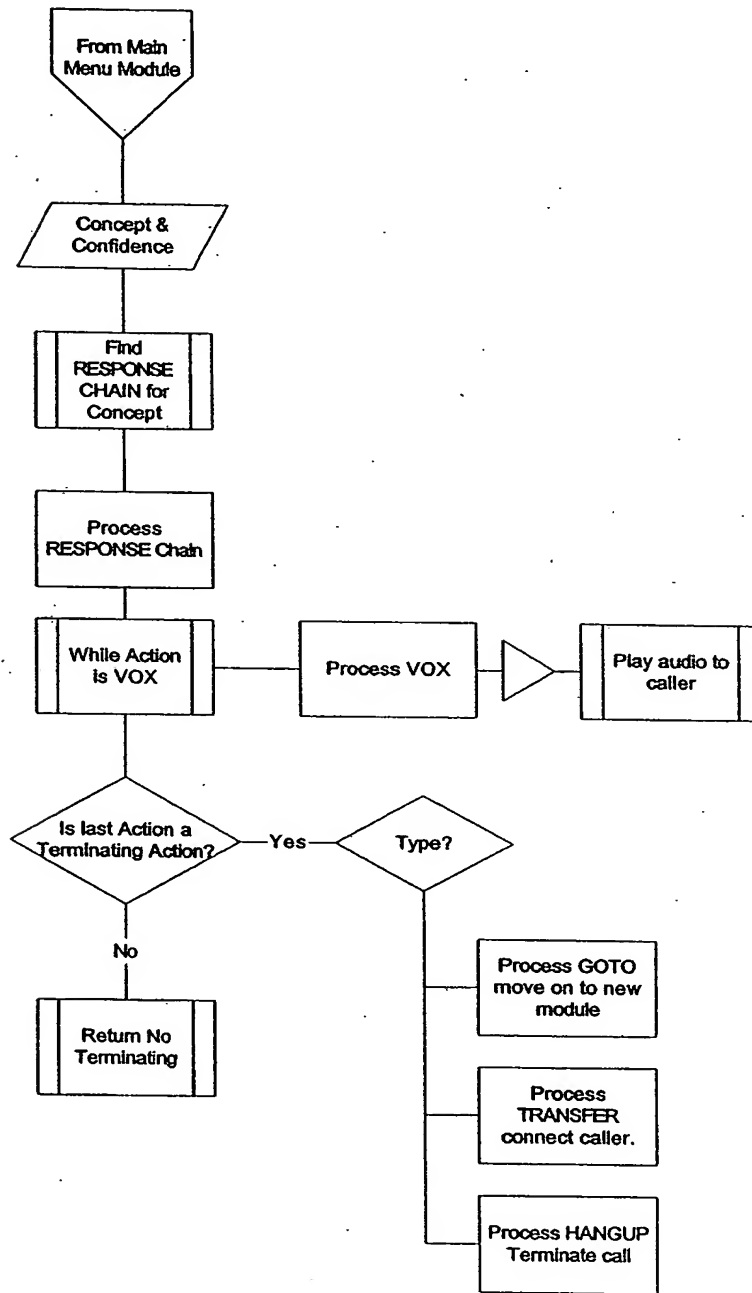 From Main
Menu Module
Concept &
Confidence
Find
RESPONSE
CHAIN for
Concept
Process
RESPONSE Chain
While Action
is VOX
Process VOX
Play audio to
caller
Is last Action a
Terminating Action?
Yes
Type?
No
Return No
Terminating
Process GOTO
move on to new
module
Process
TRANSFER
connect caller.
Process HANGUP
Terminate call